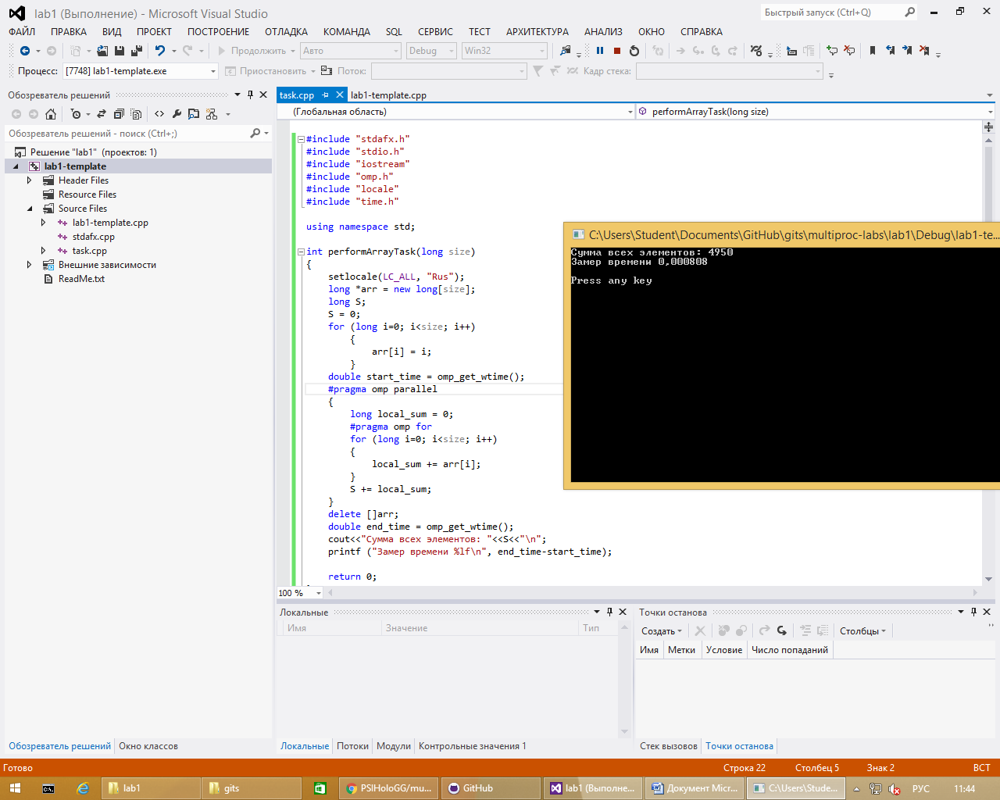 lab1 (Выполнение) - Microsoft Visual Studio
Быстрый запуск (Ctrl+Q)
ФАЙЛ ПРАВКА ВИД ПРОЕКТ ПОСТРОЕНИЕ ОТЛАДКА КОМАНДА SQL СЕРВИС ТЕСТ АРХИТЕКТУРА АНАЛИЗ ОКНО СПРАВКА
Продолжить Авто Debug Win32
Процесс: [7748] lab1-template.exe Приостановить Поток: Кадр стека:
Обозреватель решений
Обозреватель решений - поиск (Ctrl+;)
Решение "lab1" (проектов: 1)
lab1-template
Header Files
Resource Files
Source Files
lab1-template.cpp
stdafx.cpp
task.cpp
Внешние зависимости
ReadMe.txt
Обозреватель решений Окно классов
task.cpp lab1-template.cpp
(Глобальная область) performArrayTask(long size)
#include "stdafx.h"
#include "stdio.h"
#include "iostream"
#include "omp.h"
#include "locale"
#include "time.h"
using namespace std;
int performArrayTask(long size)
{
setlocale(LC_ALL, "Rus");
long *arr = new long[size];
long S;
S = 0;
for (long i=0; i<size; i++)
{
arr[i] = i;
}
double start_time = omp_get_wtime();
#pragma omp parallel
{
long local_sum = 0;
#pragma omp for
for (long i=0; i<size; i++)
{
local_sum += arr[i];
}
S += local_sum;
}
delete []arr;
double end_time = omp_get_wtime();
cout<<"Сумма всех элементов: "<<S<<"\n";
printf ("Замер времени %lf\n", end_time-start_time);
return 0;
100 %
C:\Users\Student\Documents\GitHub\gits\multiproc-labs\lab1\Debug\lab1-te...
Сумма всех элементов: 4950
Замер времени 0,000808
Press any key
Локальные
Имя Значение Тип
Локальные Потоки Модули Контрольные значения 1
Точки останова
Создать Столбцы
Имя Метки Условие Число попаданий
Стек вызовов Точки останова
Готово Строка 22 Столбец 5 Знак 2 ВСТ
lab1 gits PSIHoloGG/mu... GitHub lab1 (Выполне... Документ Micr... C:\Users\Stude... РУС 11:44